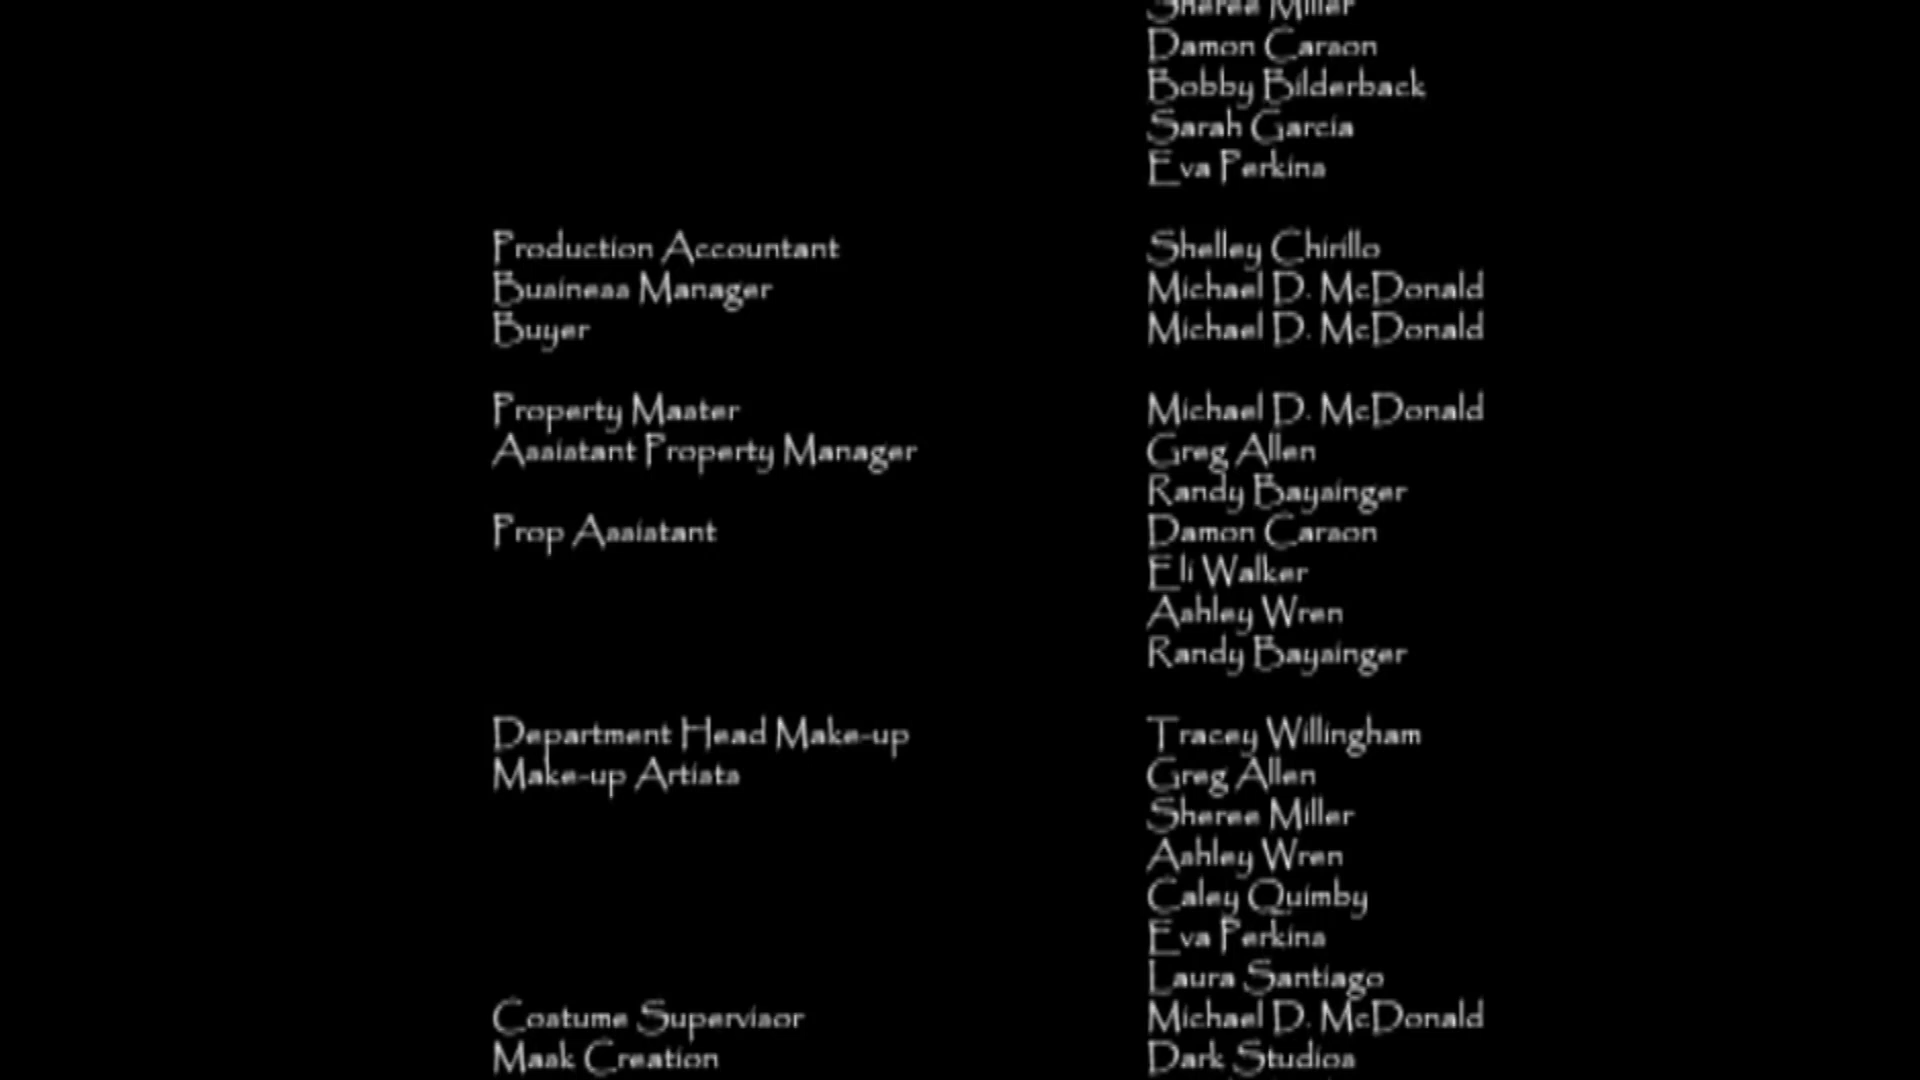 Sheree Miller
Damon Carson
Bobby Bilderback
Sarah Garcia
Eva Perkins
Production Accountant Shelley Chirillo
Business Manager Michael D. McDonald
Buyer Michael D. McDonald
Property Master Michael D. McDonald
Assistant Property Manager Greg Allen
Randy Baysinger
Prop Assistant Damon Carson
Eli Walker
Ashley Wren
Randy Baysinger
Department Head Make-up Tracey Willingham
Make-up Artists Greg Allen
Sheree Miller
Ashley Wren
Caley Quimby
Eva Perkins
Laura Santiago
Costume Supervisor Michael D. McDonald
Mask Creation Dark Studios